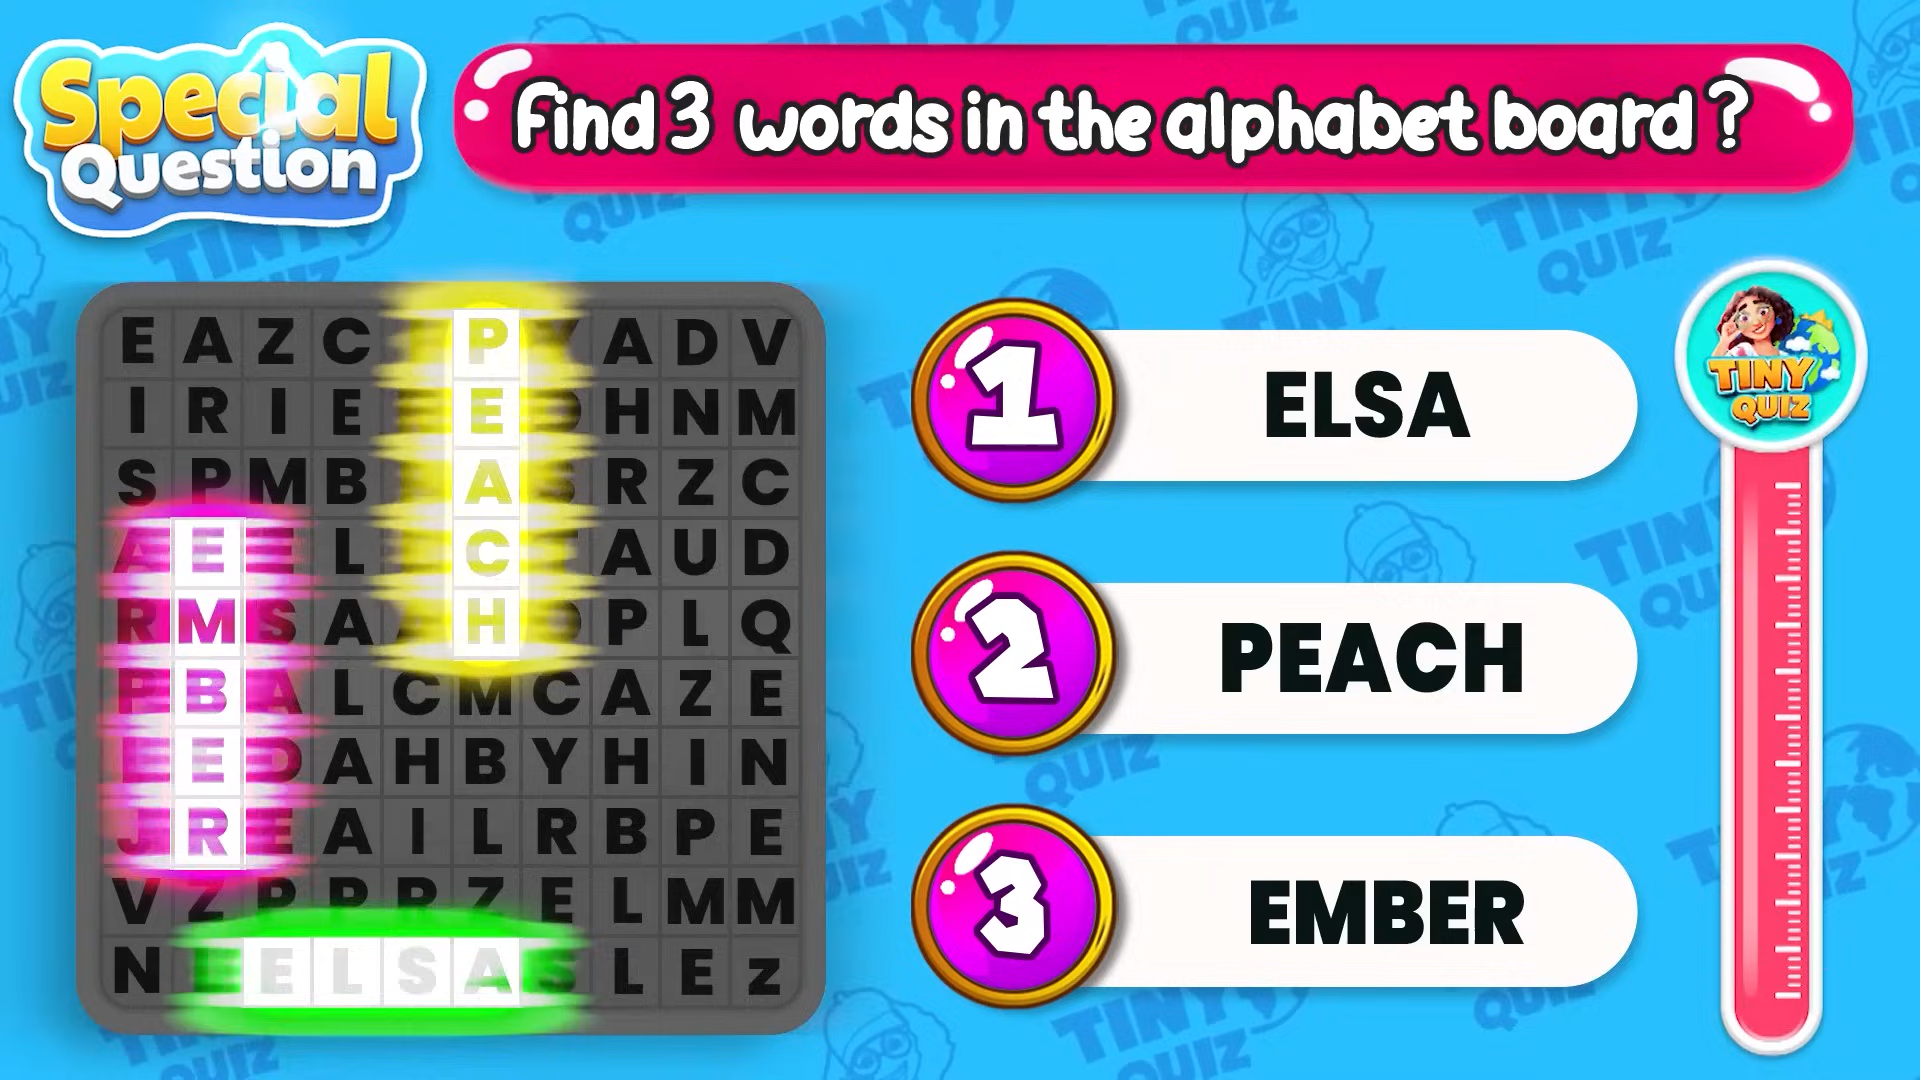 Special
Question
Find 3 words in the alphabet board?
E A Z C P Y A D V
I R I E E H N M
S P M B A S R Z C
A E E L C A U D
R M S A H P L Q
P B A L C M C A Z E
E D A H B Y H I N
J R E A I L R B P E
V Z P P R Z E L M M
N E E L S A S L E z
1 ELSA
2 PEACH
3 EMBER
TINY
QUIZ